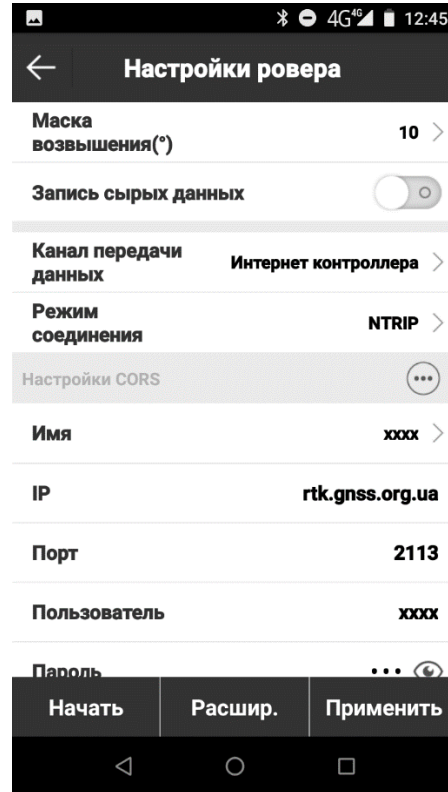 4G 4G 12:45
Настройки ровера
Маска
возвышения(°)
10
Запись сырых данных
Канал передачи
данных
Интернет контроллера
Режим
соединения
NTRIP
Настройки CORS
Имя
xxxx
IP
rtk.gnss.org.ua
Порт
2113
Пользователь
xxxx
Пароль
Начать
Расшир.
Применить